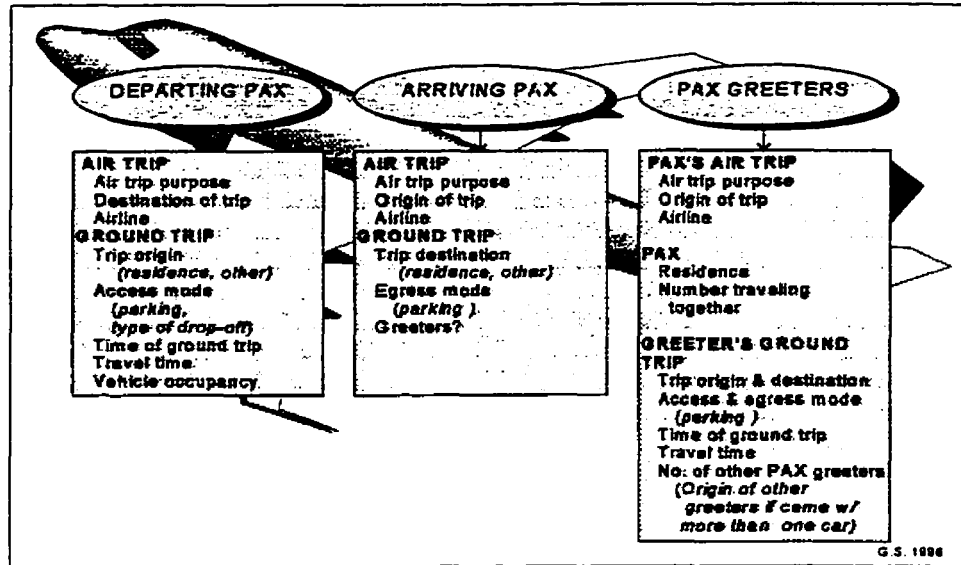 DEPARTING PAX
AIR TRIP
Air trip purpose
Destination of trip
Airline
GROUND TRIP
Trip origin
(residence, other)
Access mode
(parking,
type of drop-off)
Time of ground trip
Travel time
Vehicle occupancy
ARRIVING PAX
AIR TRIP
Air trip purpose
Origin of trip
Airline
GROUND TRIP
Trip destination
(residence, other)
Egress mode
(parking )
Greeters?
PAX GREETERS
PAX'S AIR TRIP
Air trip purpose
Origin of trip
Airline
PAX
Residence
Number traveling
together
GREETER'S GROUND
TRIP
Trip origin & destination
Access & egress mode
(parking )
Time of ground trip
Travel time
No. of other PAX greeters
(Origin of other
greeters if came w/
more than one car)
G.S. 1996